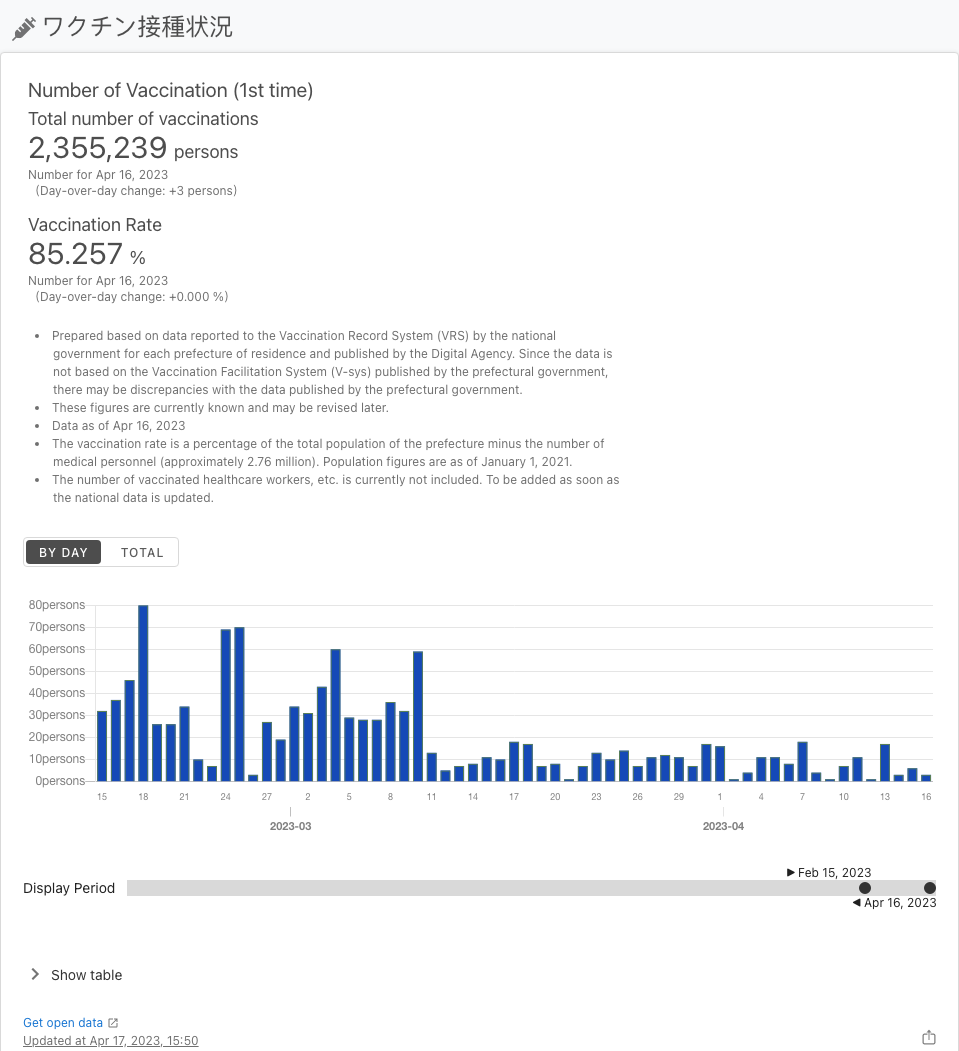 ワクチン接種状況
Number of Vaccination (1st time)
Total number of vaccinations
2,355,239 persons
Number for Apr 16, 2023
(Day-over-day change: +3 persons)
Vaccination Rate
85.257 %
Number for Apr 16, 2023
(Day-over-day change: +0.000 %)
• Prepared based on data reported to the Vaccination Record System (VRS) by the national
government for each prefecture of residence and published by the Digital Agency. Since the data is
not based on the Vaccination Facilitation System (V-sys) published by the prefectural government,
there may be discrepancies with the data published by the prefectural government.
• These figures are currently known and may be revised later.
• Data as of Apr 16, 2023
• The vaccination rate is a percentage of the total population of the prefecture minus the number of
medical personnel (approximately 2.76 million). Population figures are as of January 1, 2021.
• The number of vaccinated healthcare workers, etc. is currently not included. To be added as soon as
the national data is updated.
BY DAY TOTAL
80persons
70persons
60persons
50persons
40persons
30persons
20persons
10persons
0persons
15 18 21 24 27 2 5 8 11 14 17 20 23 26 29 1 4 7 10 13 16
2023-03 2023-04
Feb 15, 2023
Display Period
Apr 16, 2023
Show table
Get open data
Updated at Apr 17, 2023, 15:50